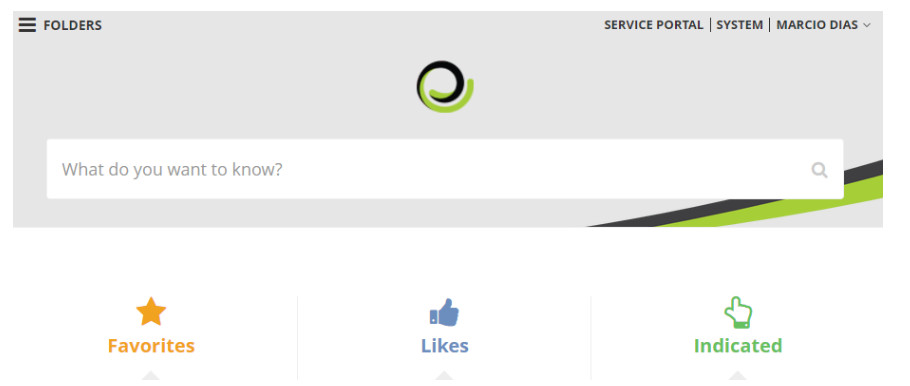 FOLDERS
SERVICE PORTAL | SYSTEM | MARCIO DIAS
What do you want to know?
Favorites
Likes
Indicated